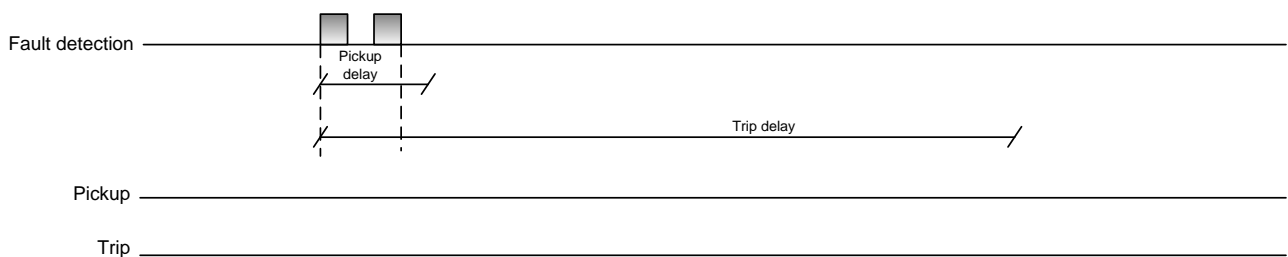 Fault detection
Pickup
delay
Trip delay
Pickup
Trip